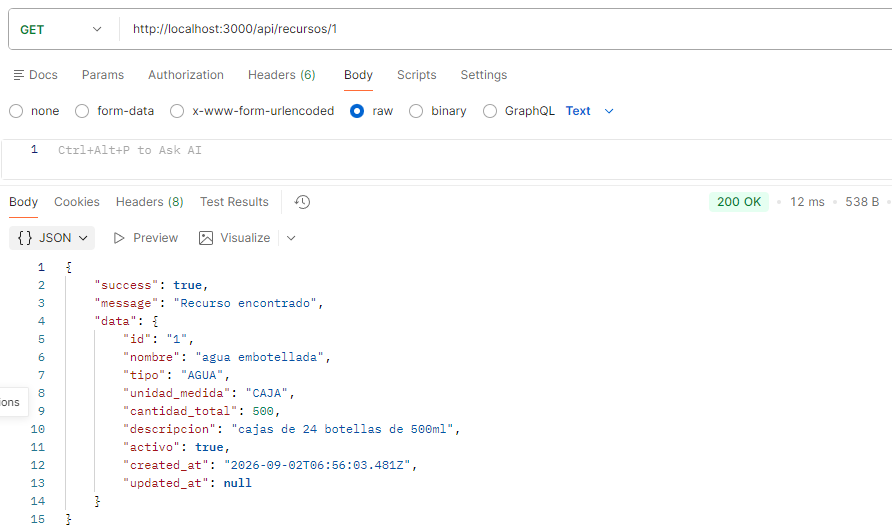 GET http://localhost:3000/api/recursos/1
Docs Params Authorization Headers (6) Body Scripts Settings
none form-data x-www-form-urlencoded raw binary GraphQL Text
1 Ctrl+Alt+P to Ask AI
Body Cookies Headers (8) Test Results 200 OK • 12 ms • 538 B •
{} JSON Preview Visualize
1 {
2 "success": true,
3 "message": "Recurso encontrado",
4 "data": {
5 "id": "1",
6 "nombre": "agua embotellada",
7 "tipo": "AGUA",
8 "unidad_medida": "CAJA",
ions
9 "cantidad_total": 500,
10 "descripcion": "cajas de 24 botellas de 500ml",
11 "activo": true,
12 "created_at": "2026-09-02T06:56:03.481Z",
13 "updated_at": null
14 }
15 }